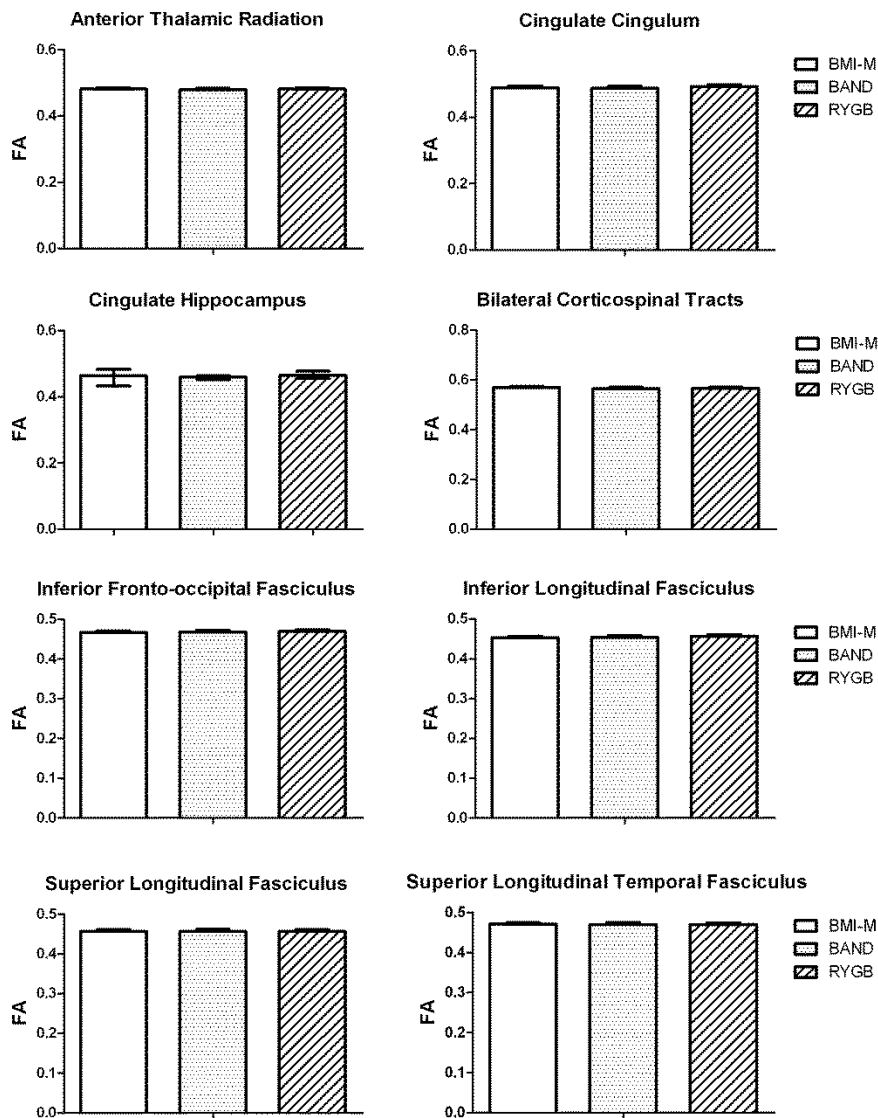 Anterior Thalamic Radiation
0.6
0.4
0.2
0.0
FA
Cingulate Cingulum
0.6
0.4
0.2
0.0
FA
BMI-M
BAND
RYGB
Cingulate Hippocampus
0.6
0.4
0.2
0.0
FA
Bilateral Corticospinal Tracts
0.8
0.6
0.4
0.2
0.0
FA
BMI-M
BAND
RYGB
Inferior Fronto-occipital Fasciculus
0.5
0.4
0.3
0.2
0.1
0.0
FA
Inferior Longitudinal Fasciculus
0.5
0.4
0.3
0.2
0.1
0.0
FA
BMI-M
BAND
RYGB
Superior Longitudinal Fasciculus
0.5
0.4
0.3
0.2
0.1
0.0
FA
Superior Longitudinal Temporal Fasciculus
0.5
0.4
0.3
0.2
0.1
0.0
FA
BMI-M
BAND
RYGB